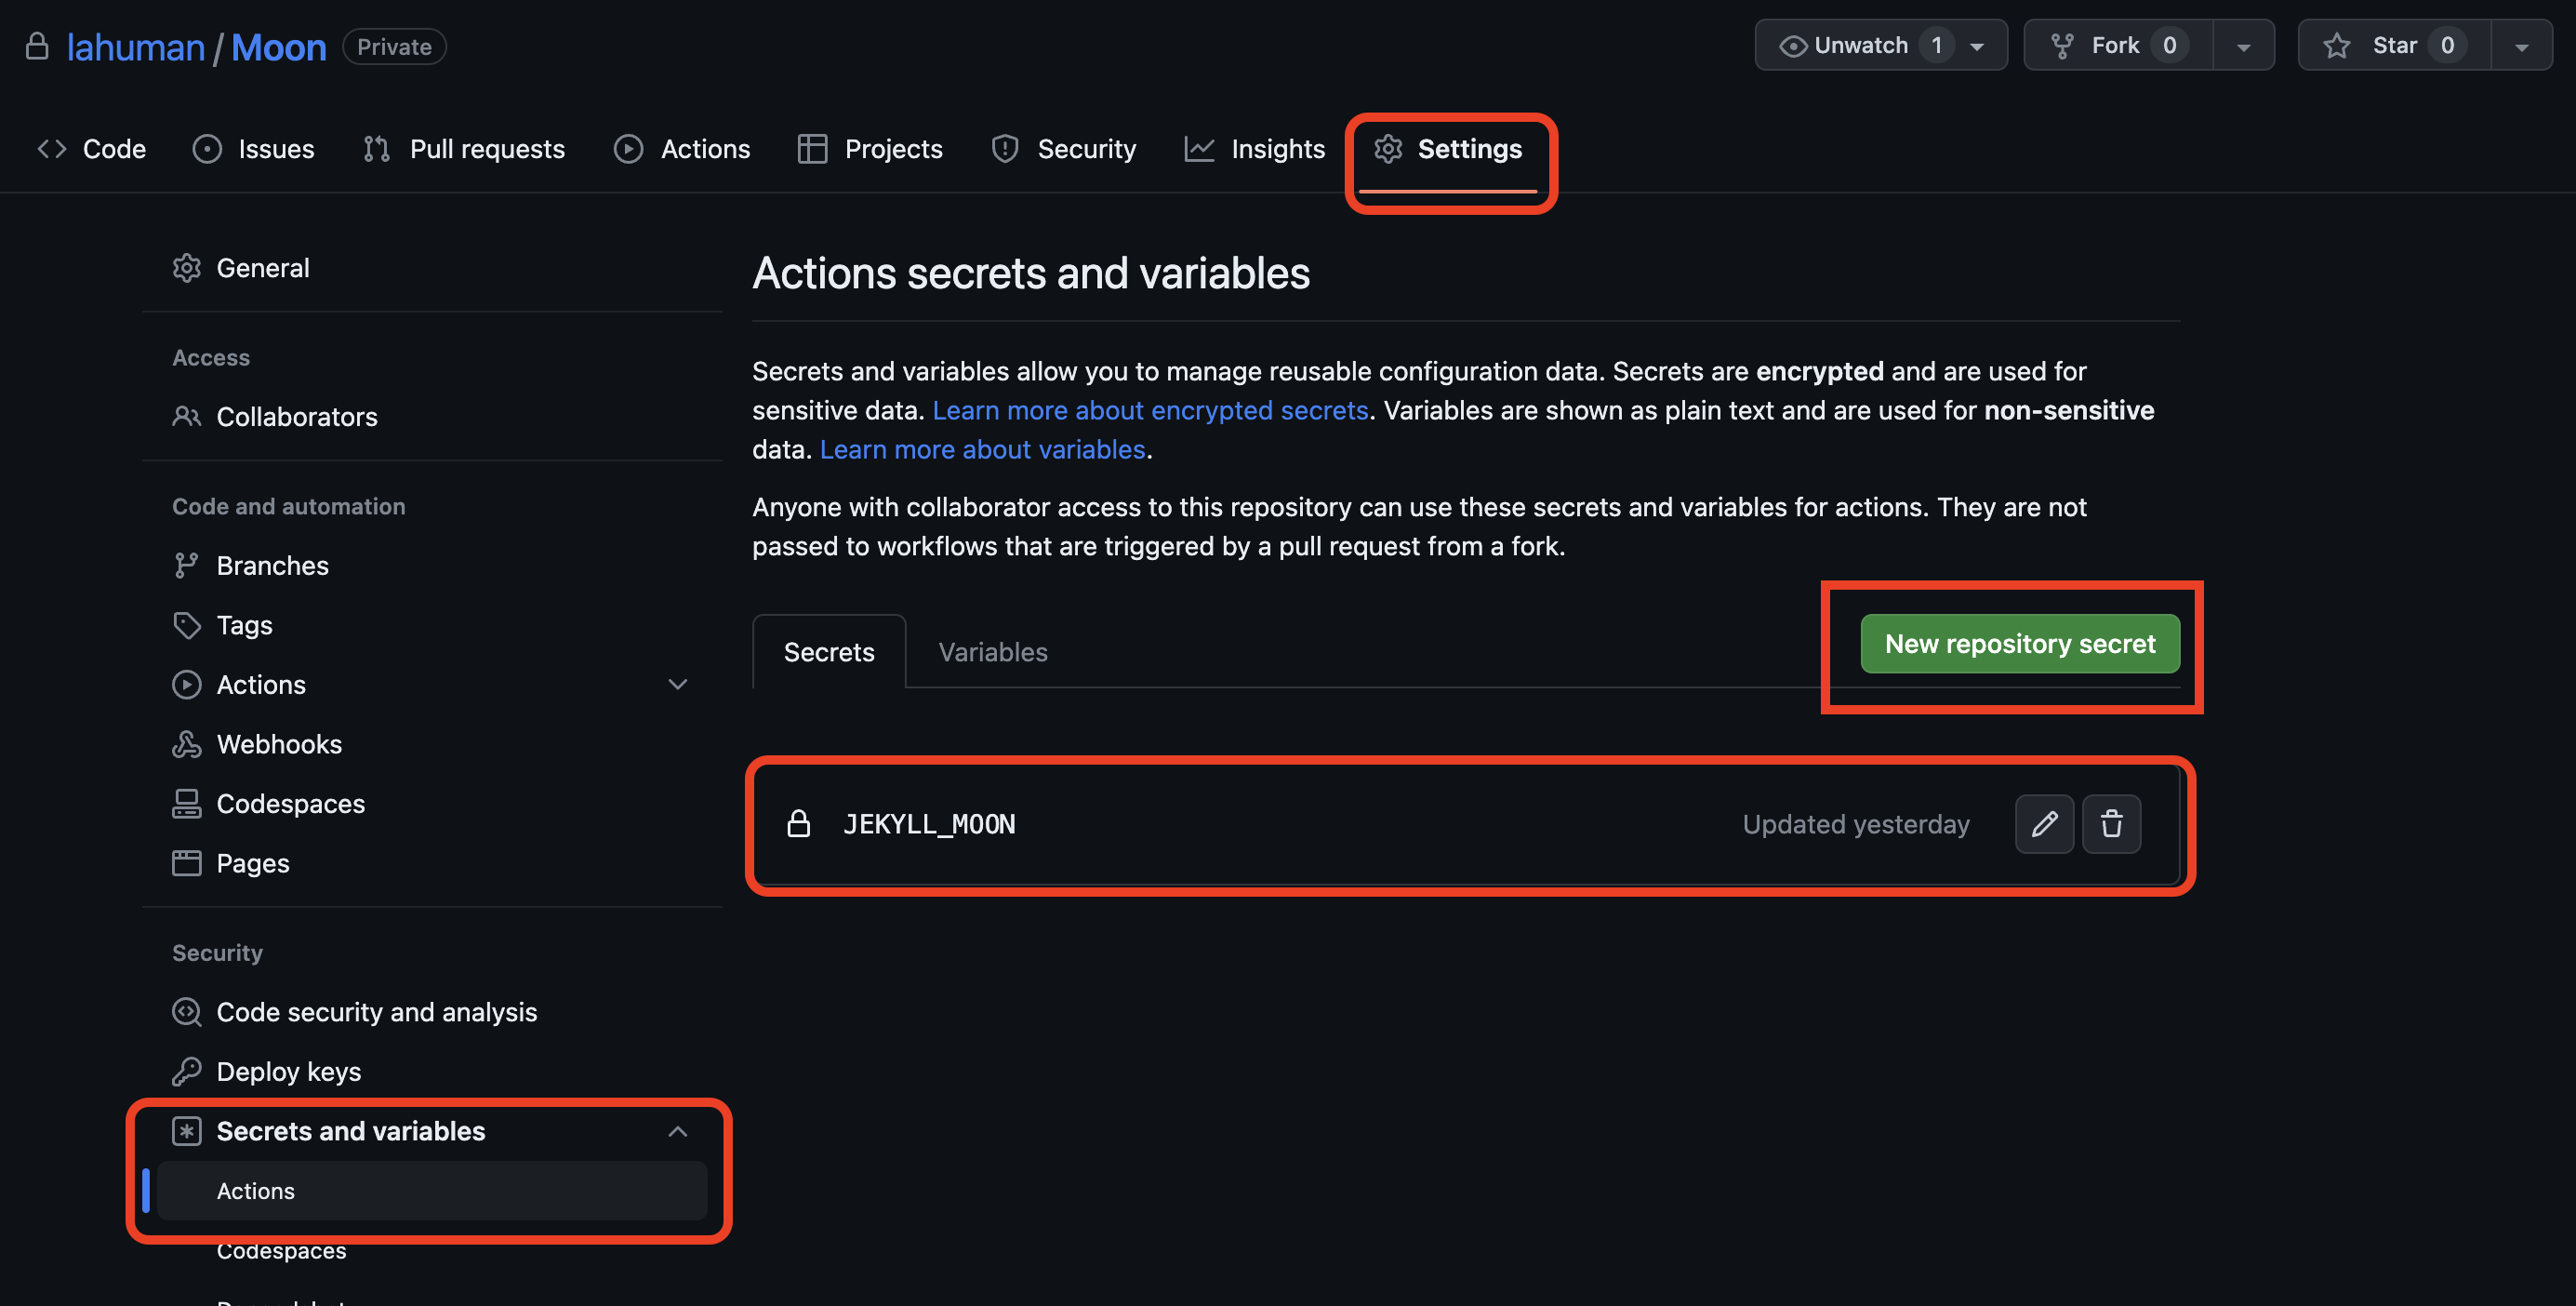 lahuman / Moon Private
Unwatch 1
Fork 0
Star 0
Code
Issues
Pull requests
Actions
Projects
Security
Insights
Settings
General
Access
Collaborators
Code and automation
Branches
Tags
Actions
Webhooks
Codespaces
Pages
Security
Code security and analysis
Deploy keys
Secrets and variables
Actions
Codespaces
Actions secrets and variables
Secrets and variables allow you to manage reusable configuration data. Secrets are encrypted and are used for
sensitive data. Learn more about encrypted secrets. Variables are shown as plain text and are used for non-sensitive
data. Learn more about variables.
Anyone with collaborator access to this repository can use these secrets and variables for actions. They are not
passed to workflows that are triggered by a pull request from a fork.
Secrets
Variables
New repository secret
JEKYLL_MOON
Updated yesterday